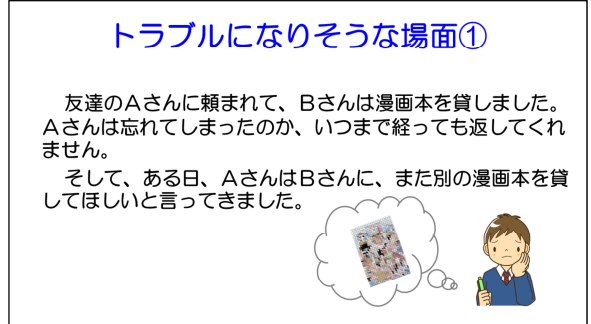 トラブルになりそうな場面①
友達のAさんに頼まれて、Bさんは漫画本を貸しました。
Aさんは忘れてしまったのか、いつまで経っても返してくれ
ません。
そして、ある日、AさんはBさんに、また別の漫画本を貸
してほしいと言ってきました。